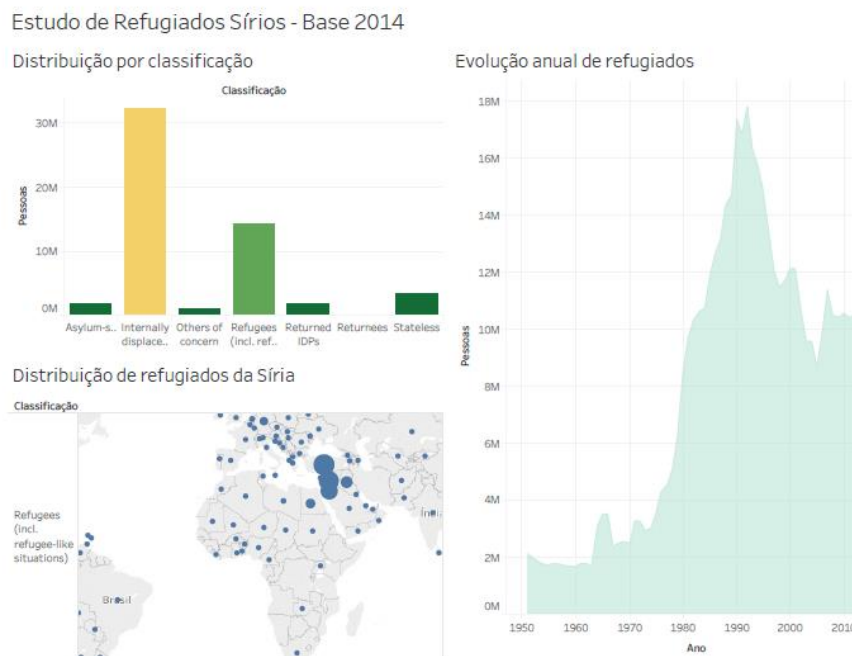 Estudo de Refugiados Sírios - Base 2014
Distribuição por classificação
Classificação
30M
20M
10M
0M
Pessoas
Asylum-s..
Internally displace..
Others of concern
Refugees (incl. ref..
Returned IDPs
Returnees
Stateless
Distribuição de refugiados da Síria
Classificação
Refugees
(incl.
refugee-like
situations)
Brasil
Evolução anual de refugiados
18M
16M
14M
12M
10M
8M
6M
4M
2M
0M
Pessoas
1950 1960 1970 1980 1990 2000 2010
Ano